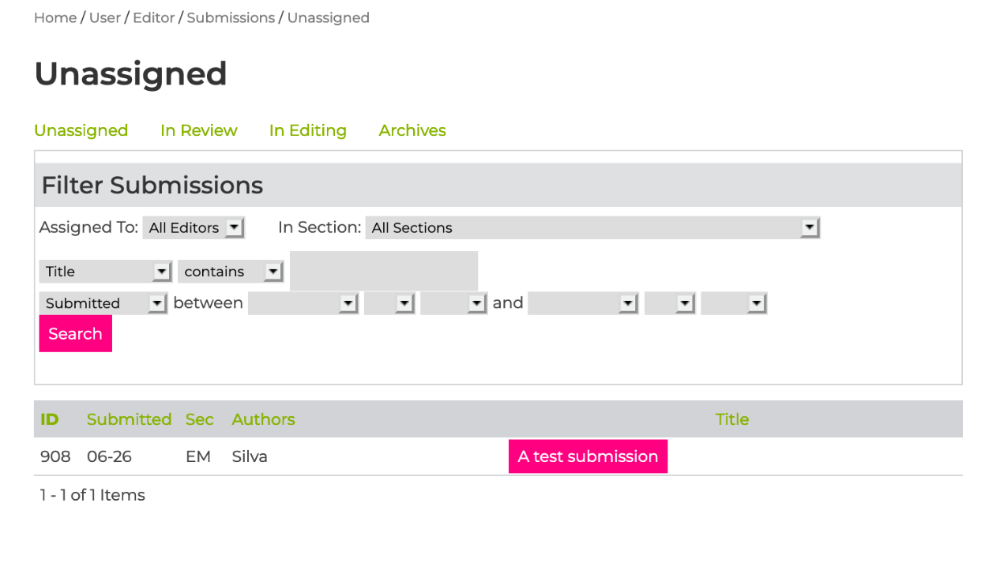 Home / User / Editor / Submissions / Unassigned
Unassigned
Unassigned In Review In Editing Archives
Filter Submissions
Assigned To: All Editors In Section: All Sections
Title contains
Submitted between and
Search
ID Submitted Sec Authors Title
908 06-26 EM Silva A test submission
1 - 1 of 1 Items